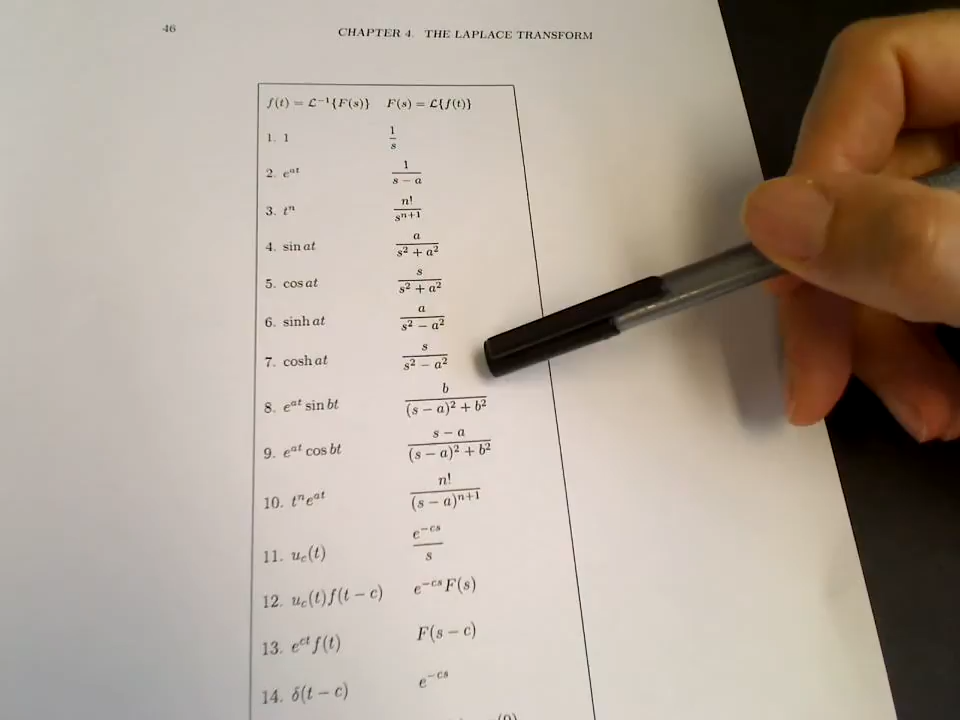 46 CHAPTER 4. THE LAPLACE TRANSFORM
f(t) = ℒ⁻¹{F(s)} F(s) = ℒ{f(t)}
1. 1 1/s
2. e^{at} 1/(s − a)
3. t^n n!/s^{n+1}
4. sin at a/(s² + a²)
5. cos at s/(s² + a²)
6. sinh at a/(s² − a²)
7. cosh at s/(s² − a²)
8. e^{at} sin bt b/((s − a)² + b²)
9. e^{at} cos bt (s − a)/((s − a)² + b²)
10. t^n e^{at} n!/(s − a)^{n+1}
11. u_c(t) e^{−cs}/s
12. u_c(t)f(t − c) e^{−cs}F(s)
13. e^{ct}f(t) F(s − c)
14. δ(t − c) e^{−cs}